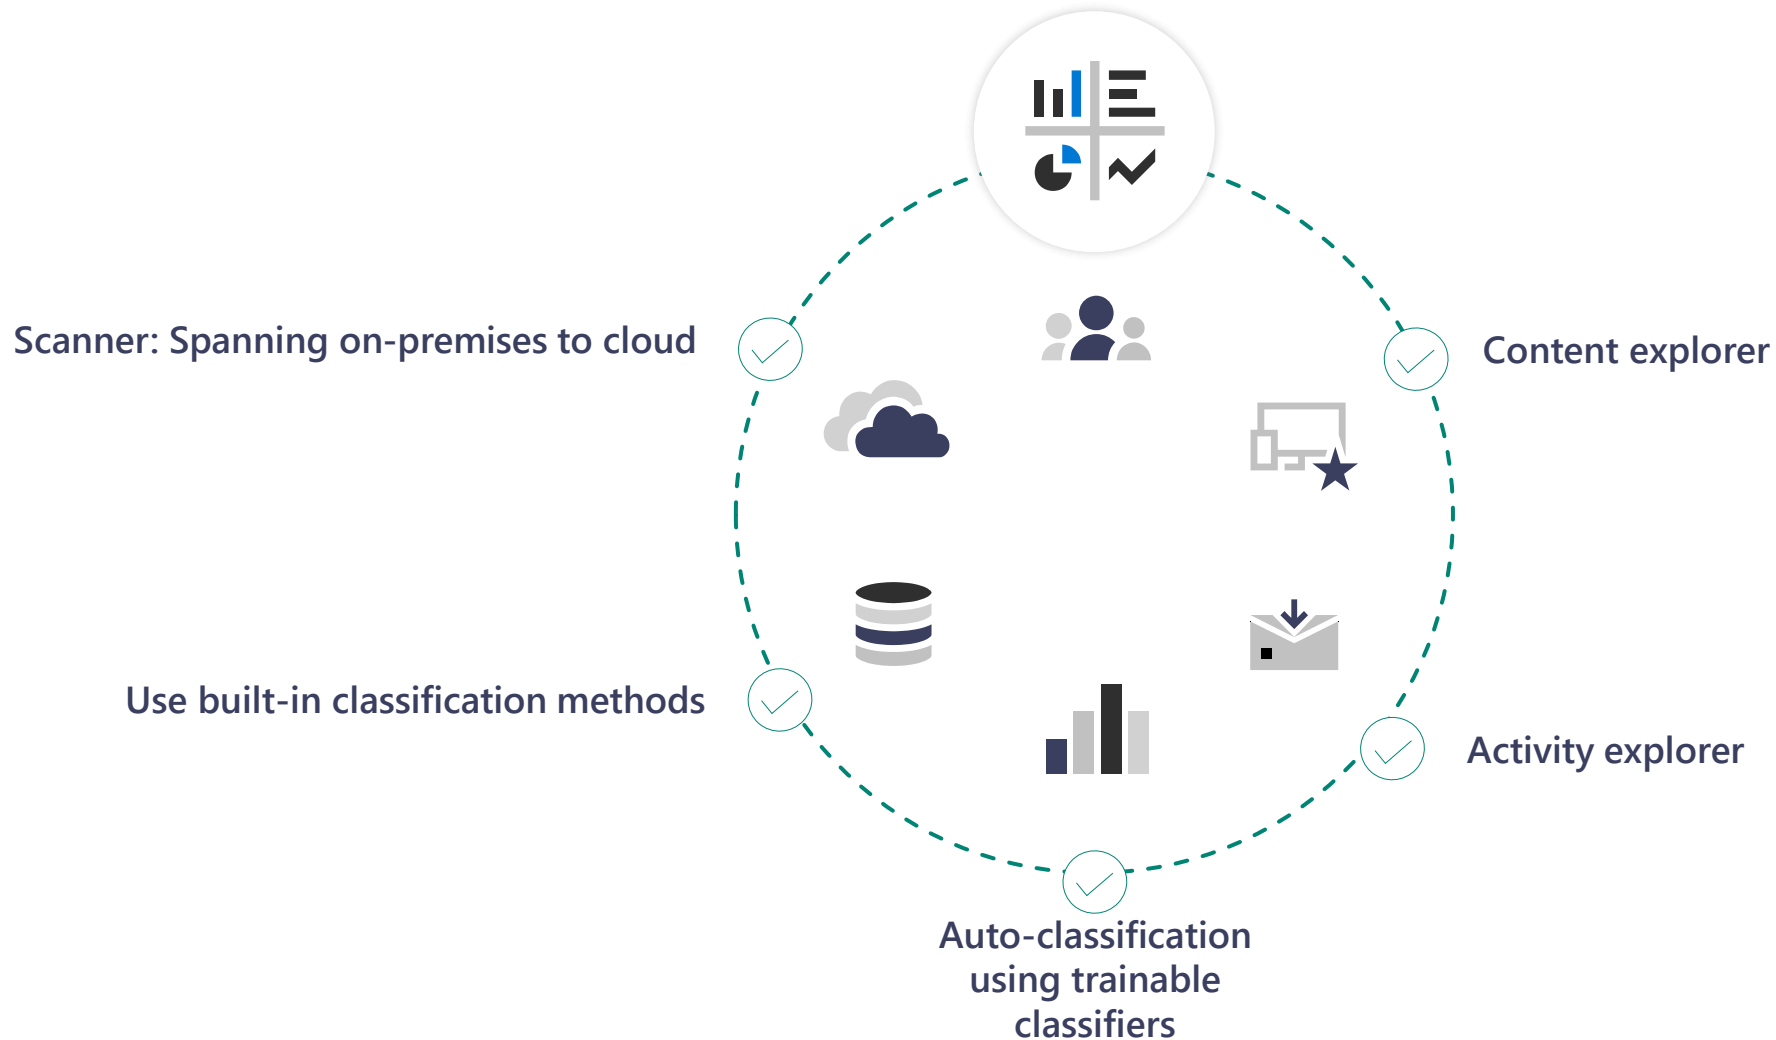 Scanner: Spanning on-premises to cloud
Content explorer
Use built-in classification methods
Activity explorer
Auto-classification
using trainable
classifiers